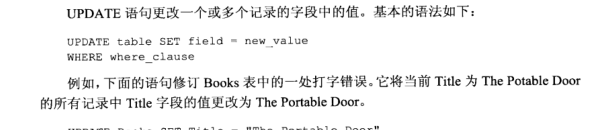 UPDATE 语句更改一个或多个记录的字段中的值。基本的语法如下：
UPDATE table SET field = new_value
WHERE where_clause
例如，下面的语句修订 Books 表中的一处打字错误。它将当前 Title 为 The Potable Door
的所有记录中 Title 字段的值更改为 The Portable Door。
UPDATE Books SET Title = "The Portable Door"